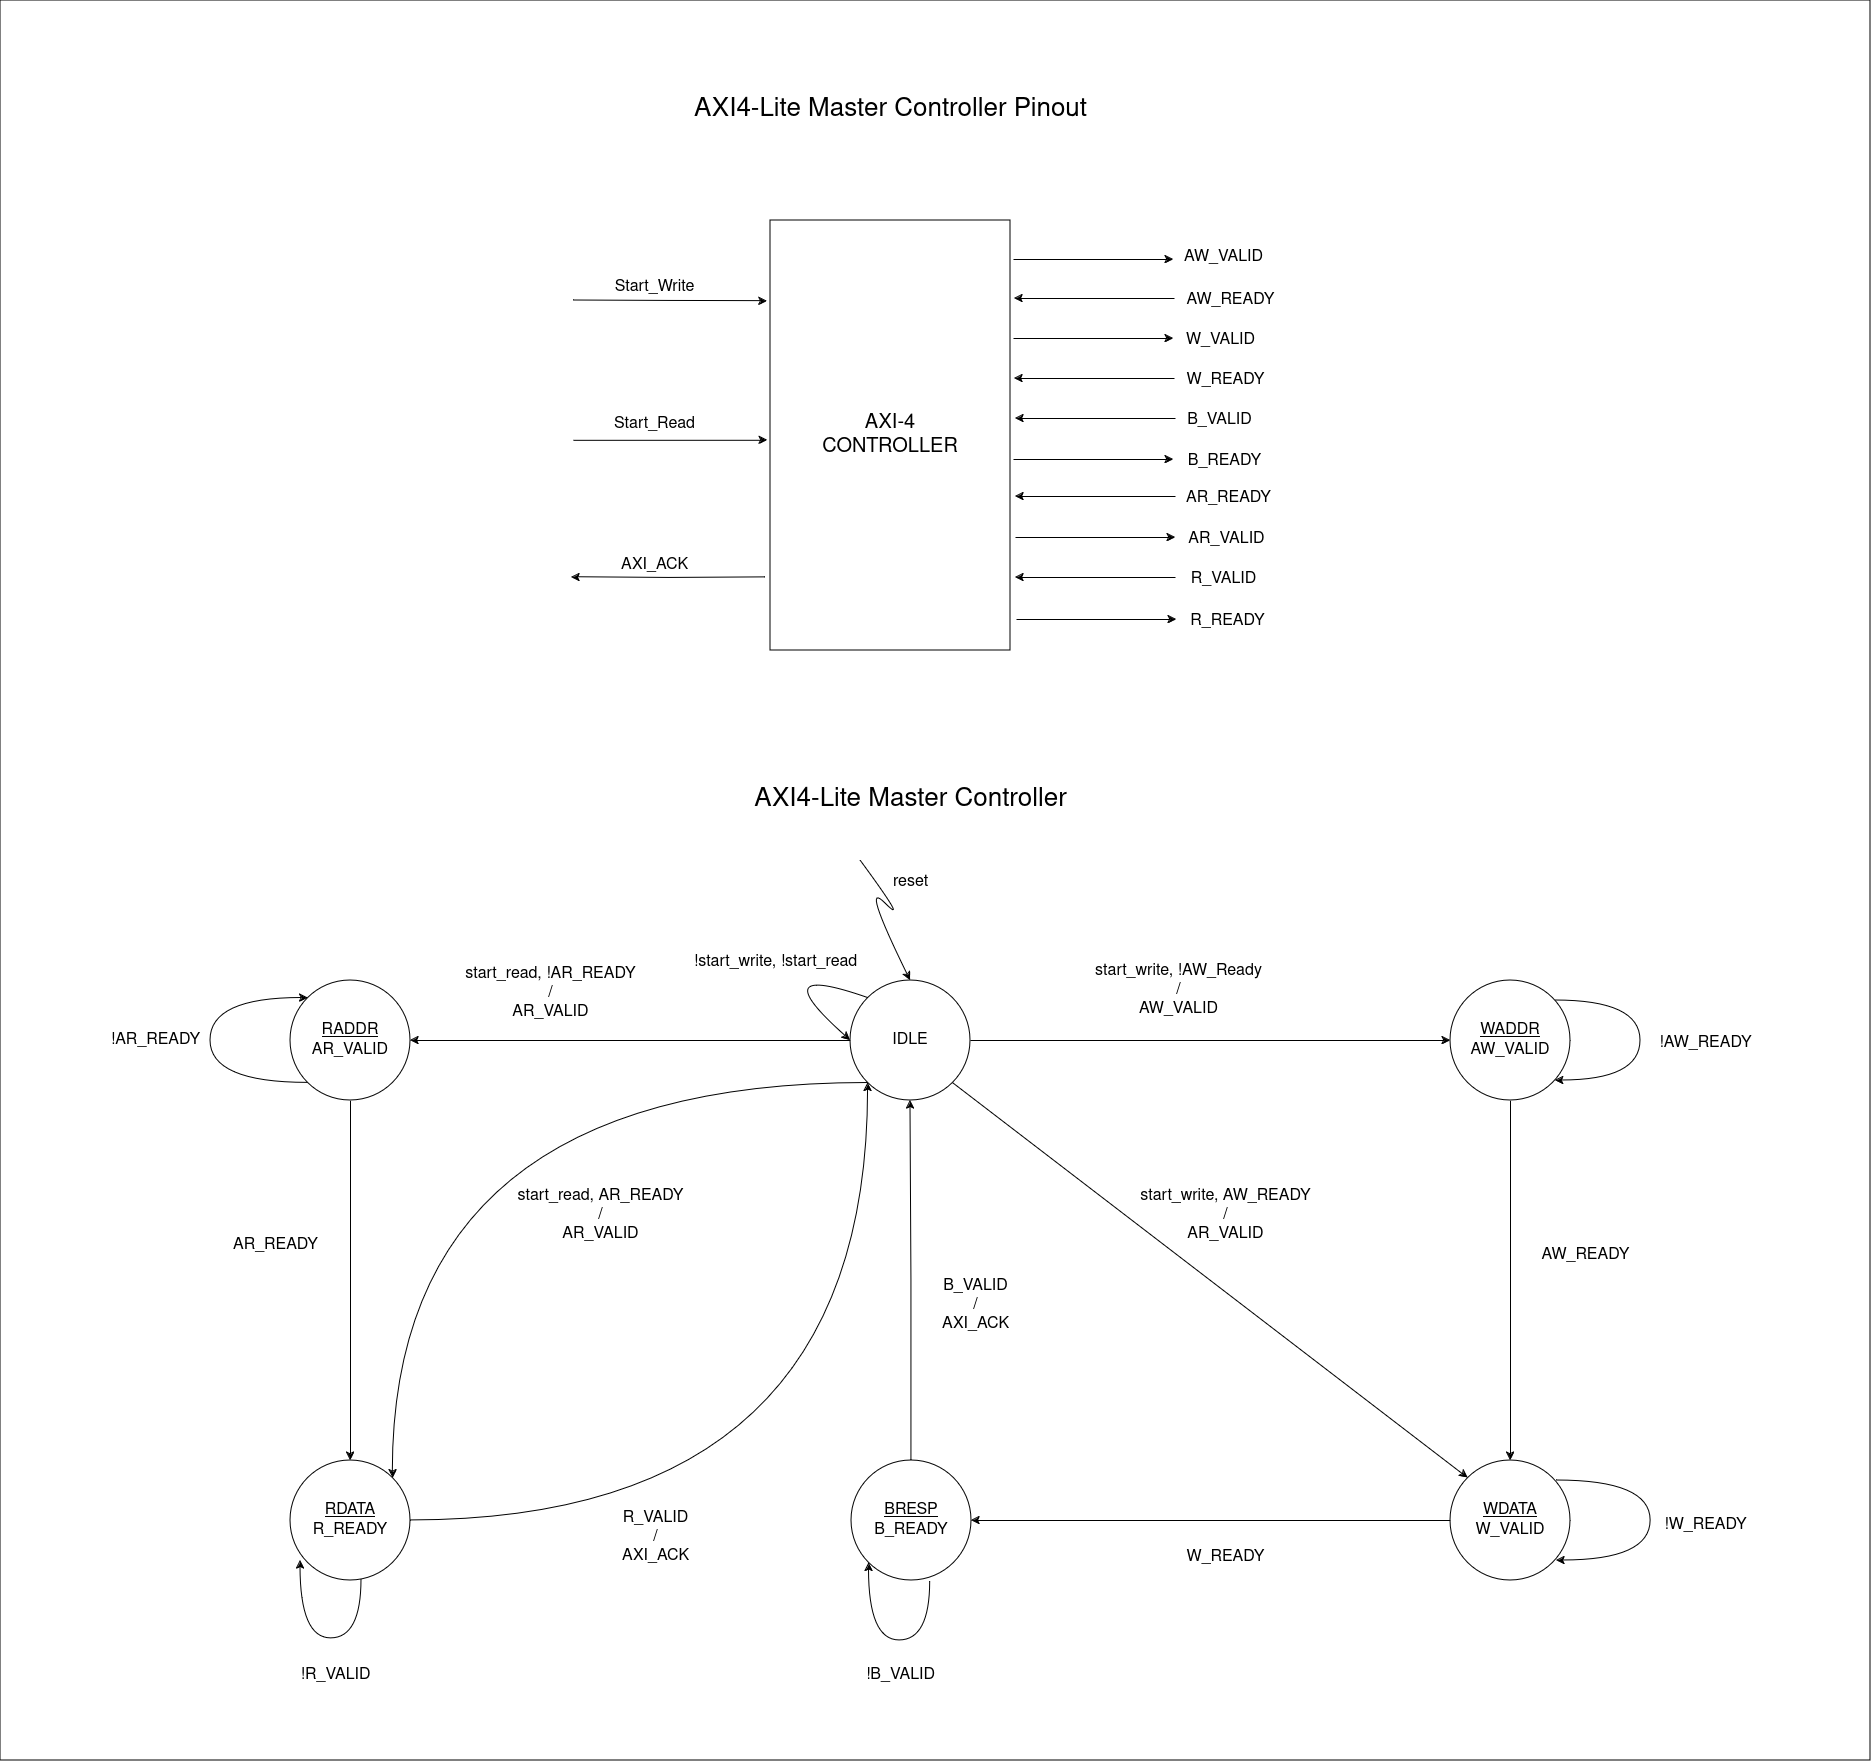 AXI4-Lite Master Controller Pinout
Start_Write
Start_Read
AXI_ACK
AXI-4
CONTROLLER
AW_VALID
AW_READY
W_VALID
W_READY
B_VALID
B_READY
AR_READY
AR_VALID
R_VALID
R_READY
AXI4-Lite Master Controller
reset
!start_write, !start_read
start_read, !AR_READY
/
AR_VALID
start_write, !AW_Ready
/
AW_VALID
!AR_READY
RADDR
AR_VALID
IDLE
WADDR
AW_VALID
!AW_READY
start_read, AR_READY
/
AR_VALID
start_write, AW_READY
/
AR_VALID
AR_READY
AW_READY
B_VALID
/
AXI_ACK
RDATA
R_READY
R_VALID
/
AXI_ACK
BRESP
B_READY
W_READY
WDATA
W_VALID
!W_READY
!R_VALID
!B_VALID